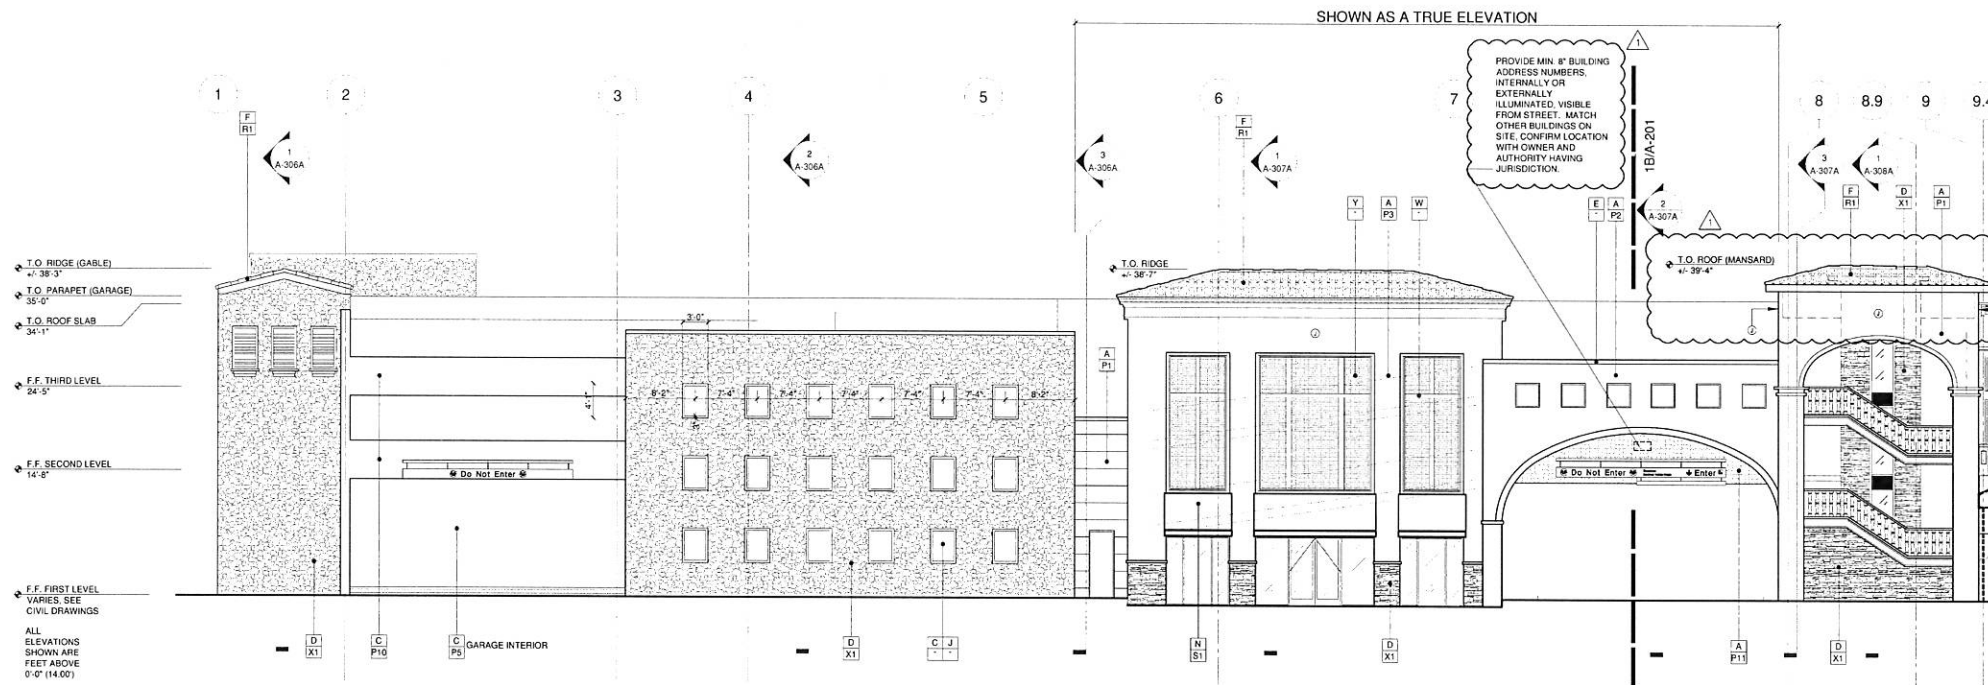 SHOWN AS A TRUE ELEVATION
1
PROVIDE MIN. 8" BUILDING
ADDRESS NUMBERS,
INTERNALLY OR
EXTERNALLY
ILLUMINATED, VISIBLE
FROM STREET. MATCH
OTHER BUILDINGS ON
SITE, CONFIRM LOCATION
WITH OWNER AND
AUTHORITY HAVING
JURISDICTION.
1 2 3 4 5 6 7 8 8.9 9 9.4
1B/A-201
F
R1
1
A-306A
2
A-306A
3
A-306A
F
R1
1
A-307A
2
A-307A
3
A-307A
1
A-308A
Y
-
A
P3
W
-
E
-
A
P2
F
R1
D
X1
A
P1
1
T.O. RIDGE (GABLE)
+/- 38'-3"
T.O. PARAPET (GARAGE)
35'-0"
T.O. ROOF SLAB
34'-1"
F.F. THIRD LEVEL
24'-5"
F.F. SECOND LEVEL
14'-8"
F.F. FIRST LEVEL
VARIES, SEE
CIVIL DRAWINGS
ALL
ELEVATIONS
SHOWN ARE
FEET ABOVE
0'-0" (14.00')
T.O. RIDGE
+/- 38'-7"
T.O. ROOF (MANSARD)
+/- 39'-4"
3'-0"
4'-1"
8'-2" 7'-4" 7'-4" 7'-4" 7'-4" 7'-4" 8'-2"
A
P1
Do Not Enter
Do Not Enter
Enter
D
X1
C
P10
C
P5
GARAGE INTERIOR
D
X1
C J
- -
N
S1
D
X1
A
P11
D
X1